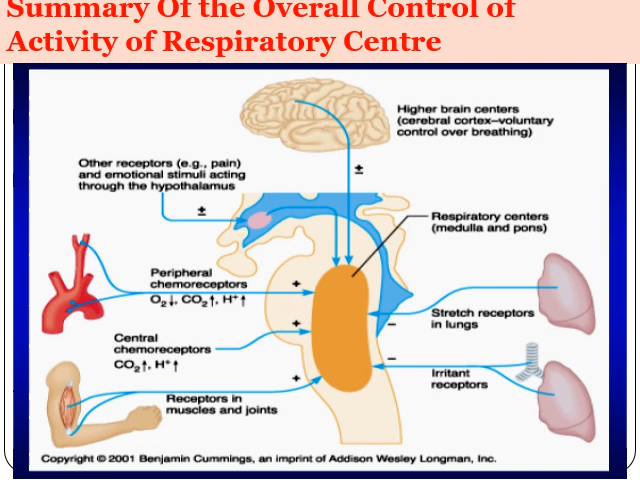 Summary Of the Overall Control of
Activity of Respiratory Centre
Higher brain centers
(cerebral cortex–voluntary
control over breathing)
Other receptors (e.g., pain)
and emotional stimuli acting
through the hypothalamus
±
±
Respiratory centers
(medulla and pons)
Peripheral
chemoreceptors
O₂↓, CO₂↑, H⁺↑
+
Stretch receptors
in lungs
–
Central
chemoreceptors
CO₂↑, H⁺↑
+
–
Irritant
receptors
+
Receptors in
muscles and joints
Copyright © 2001 Benjamin Cummings, an imprint of Addison Wesley Longman, Inc.